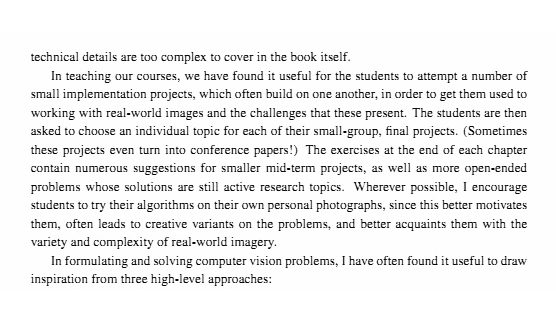 technical details are too complex to cover in the book itself.
In teaching our courses, we have found it useful for the students to attempt a number of
small implementation projects, which often build on one another, in order to get them used to
working with real-world images and the challenges that these present. The students are then
asked to choose an individual topic for each of their small-group, final projects. (Sometimes
these projects even turn into conference papers!) The exercises at the end of each chapter
contain numerous suggestions for smaller mid-term projects, as well as more open-ended
problems whose solutions are still active research topics. Wherever possible, I encourage
students to try their algorithms on their own personal photographs, since this better motivates
them, often leads to creative variants on the problems, and better acquaints them with the
variety and complexity of real-world imagery.
In formulating and solving computer vision problems, I have often found it useful to draw
inspiration from three high-level approaches: